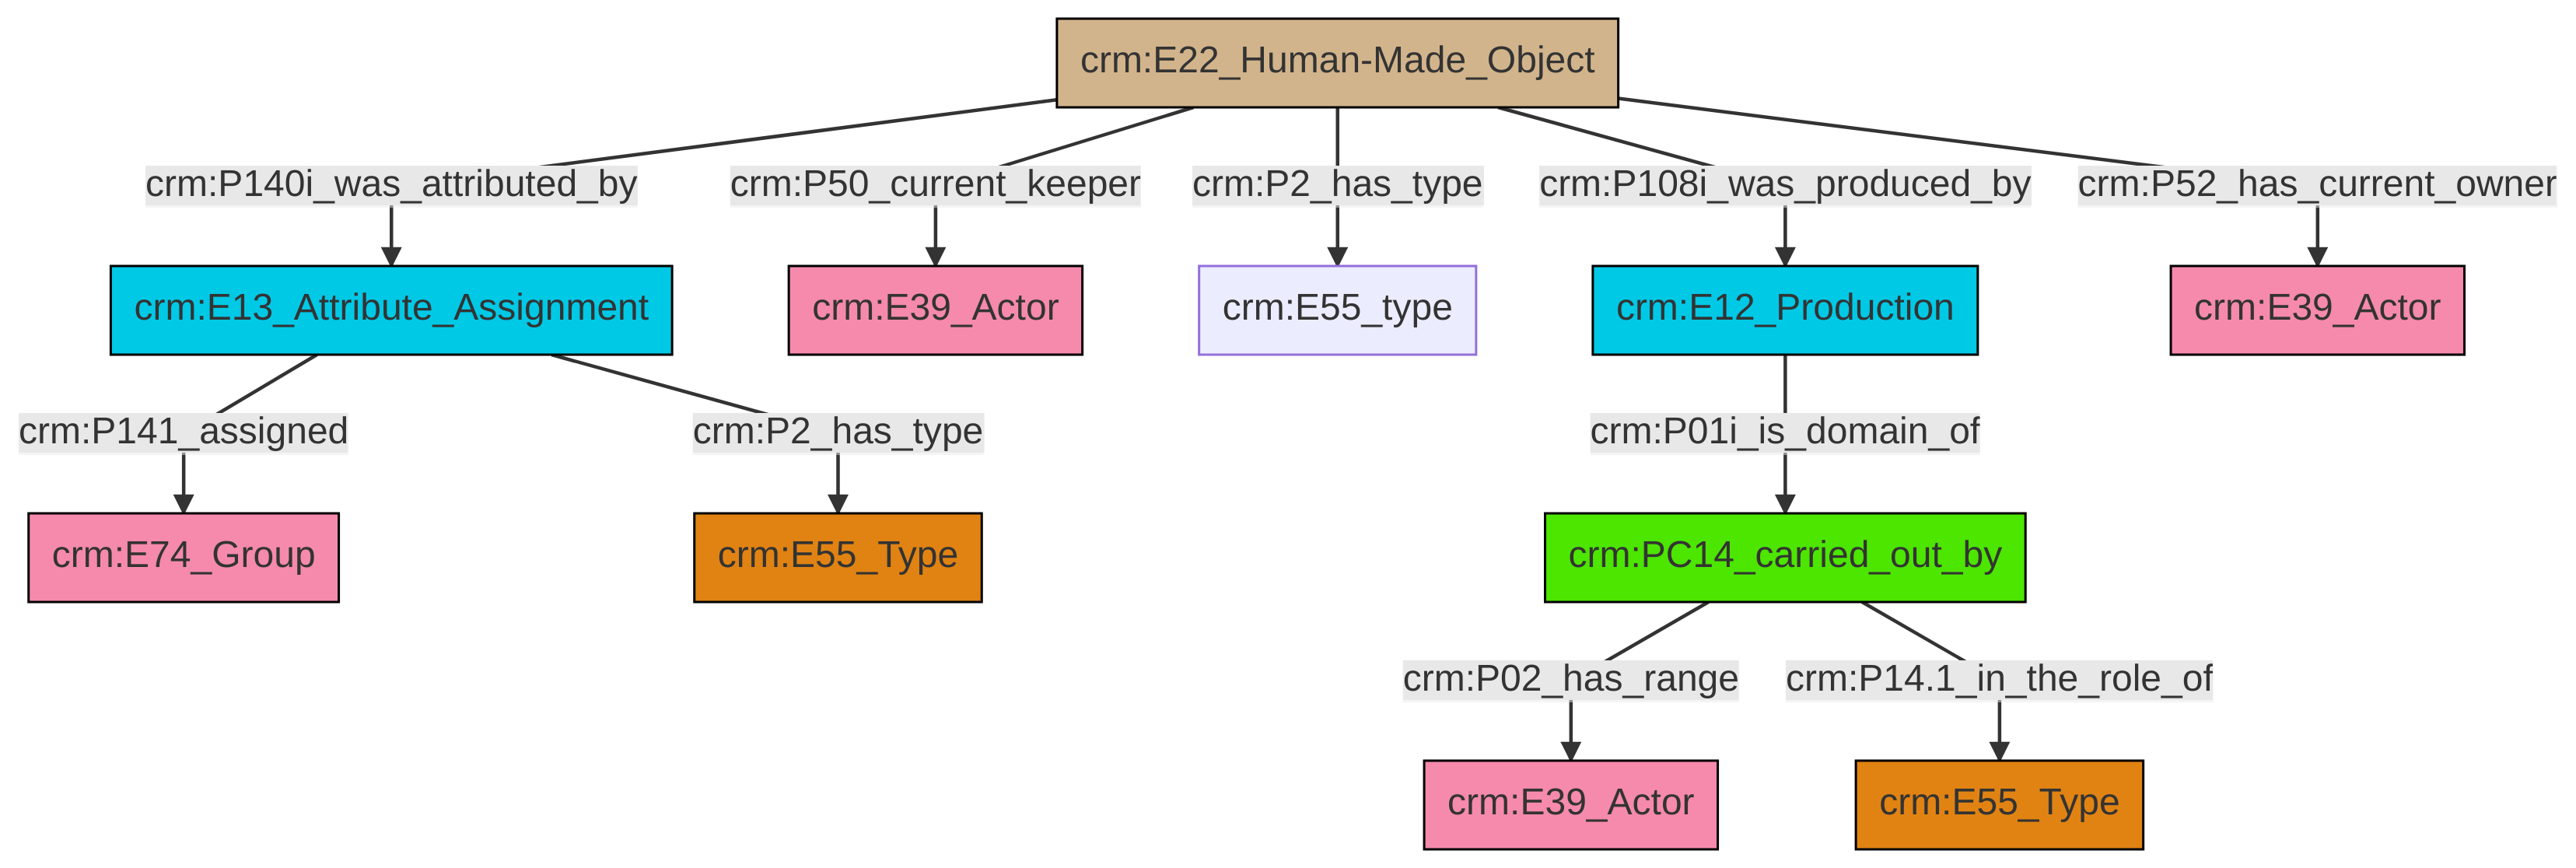 crm:E22_Human-Made_Object
crm:P140i_was_attributed_by
crm:P50_current_keeper
crm:P2_has_type
crm:P108i_was_produced_by
crm:P52_has_current_owner
crm:E13_Attribute_Assignment
crm:E39_Actor
crm:E55_type
crm:E12_Production
crm:E39_Actor
crm:P141_assigned
crm:P2_has_type
crm:P01i_is_domain_of
crm:E74_Group
crm:E55_Type
crm:PC14_carried_out_by
crm:P02_has_range
crm:P14.1_in_the_role_of
crm:E39_Actor
crm:E55_Type